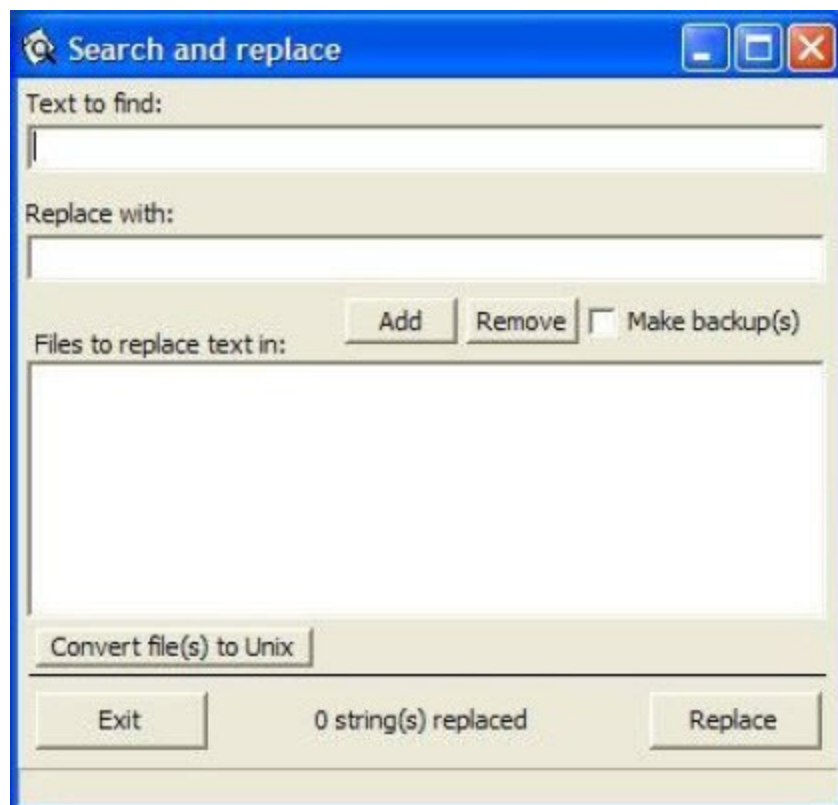 Search and replace
Text to find:
Replace with:
Add Remove Make backup(s)
Files to replace text in:
Convert file(s) to Unix
Exit 0 string(s) replaced Replace